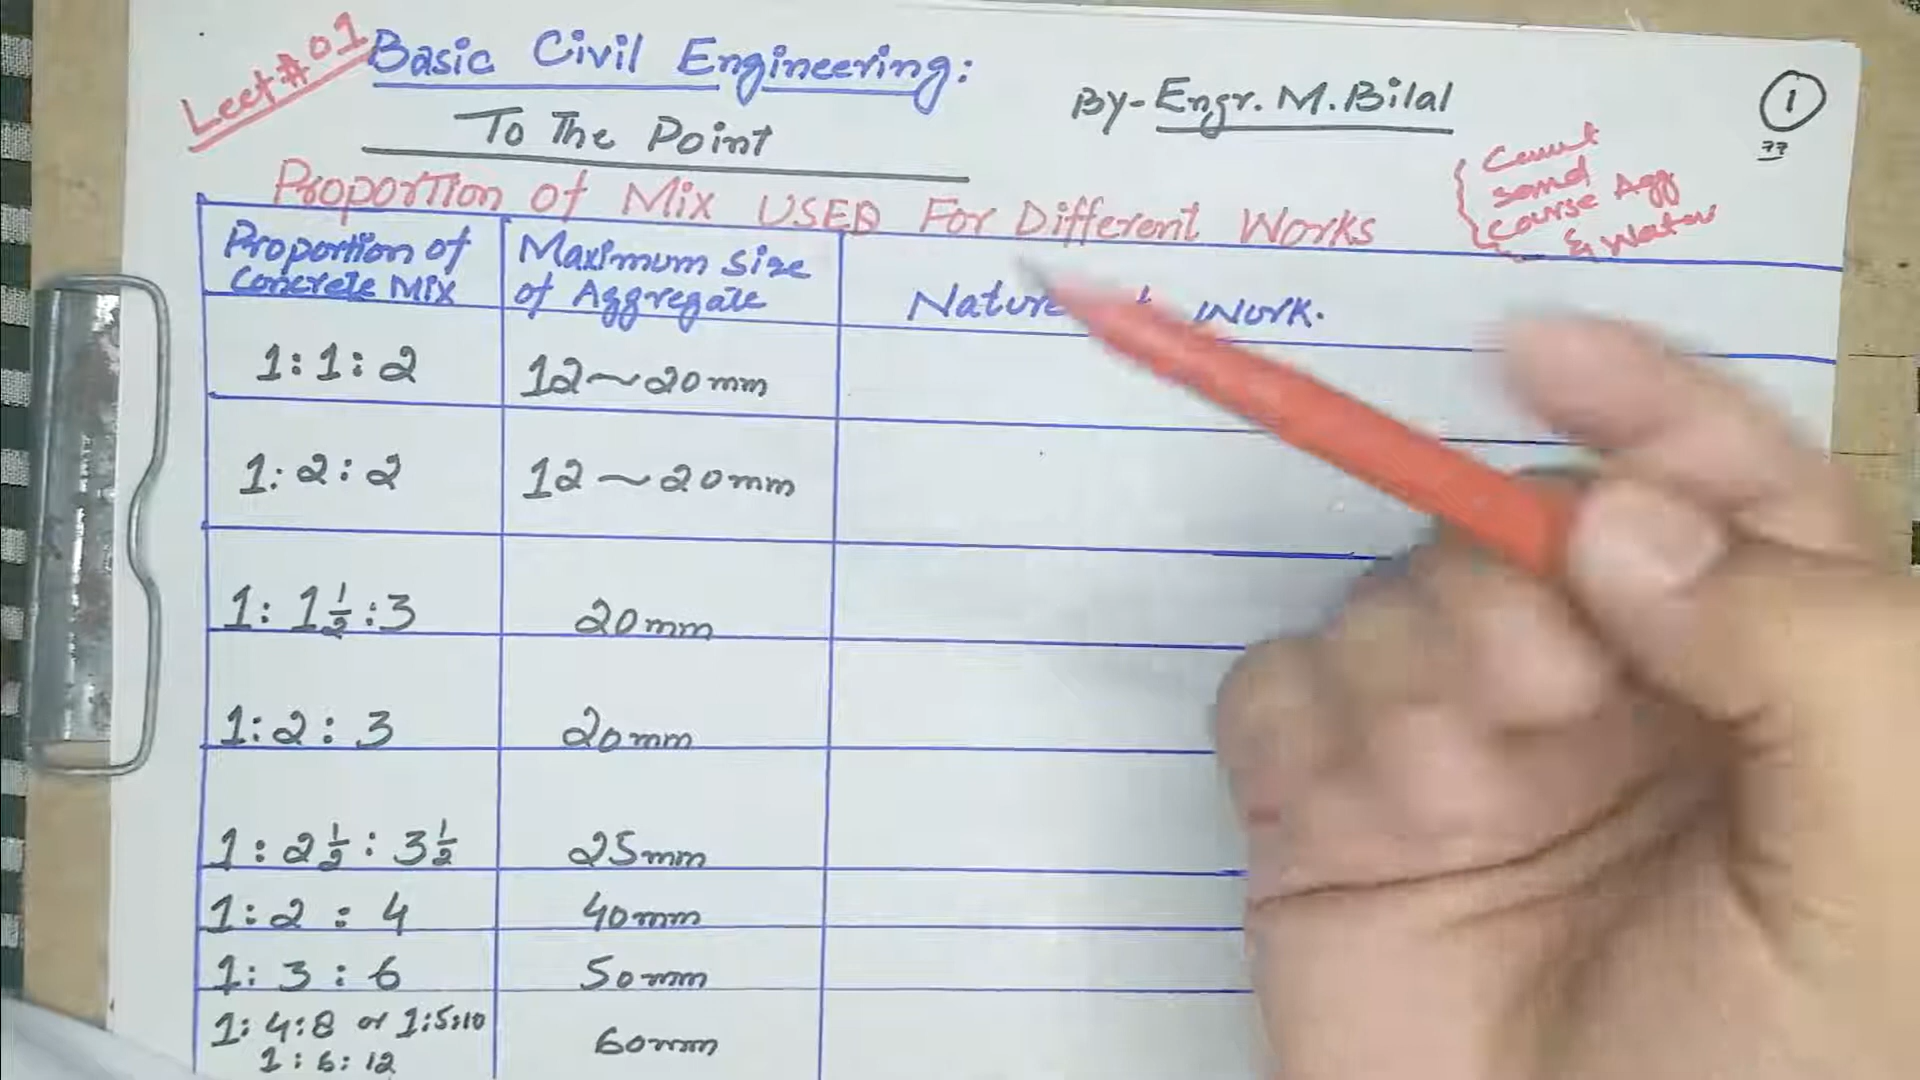 Lect#01
Basic Civil Engineering:
To The Point
By-Engr. M. Bilal
1
77
Proportion of Mix USED For Different Works
sand
Course Agg
& Water
Proportion of
Concrete Mix
Maximum Size
of Aggregate
Nature
Work.
1:1:2
12~20mm
1:2:2
12~20mm
1:1½:3
20mm
1:2:3
20mm
1:2½:3½
25mm
1:2:4
40mm
1:3:6
50mm
1:4:8 or 1:5:10
1:6:12
60mm